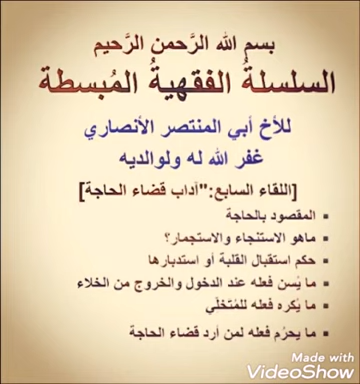 بسم الله الرَّحمن الرَّحيم
السلسلةُ الفقهيةُ المُبسطة
للأخ أبي المنتصر الأنصاري
غفر الله له ولوالديه
[اللقاء السابع:"آداب قضاء الحاجة]
▪ المقصود بالحاجة
▪ ماهو الاستنجاء والاستجمار؟
▪ حكم استقبال القلبة أو استدبارها
▪ ما يُسن فعله عند الدخول والخروج من الخلاء
▪ ما يُكره فعله للمُتخلّي
▪ ما يحرُم فعله لمن أرد قضاء الحاجة
Made with
VideoShow